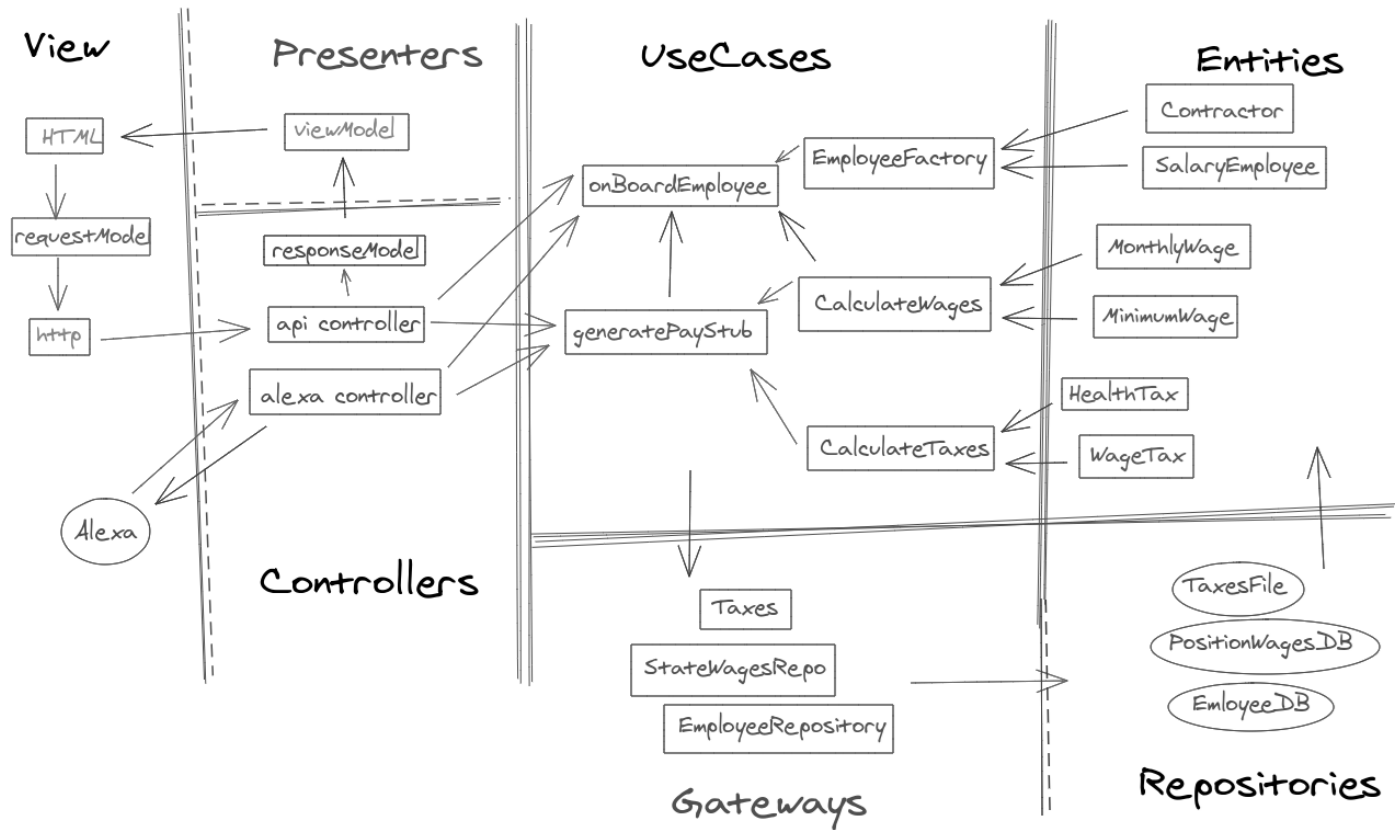 View
Presenters
UseCases
Entities
HTML
viewModel
requestModel
responseModel
http
api controller
alexa controller
Alexa
Controllers
onBoardEmployee
EmployeeFactory
generatePayStub
CalculateWages
CalculateTaxes
Contractor
SalaryEmployee
MonthlyWage
MinimumWage
HealthTax
WageTax
Taxes
StateWagesRepo
EmployeeRepository
Gateways
TaxesFile
PositionWagesDB
EmloyeeDB
Repositories